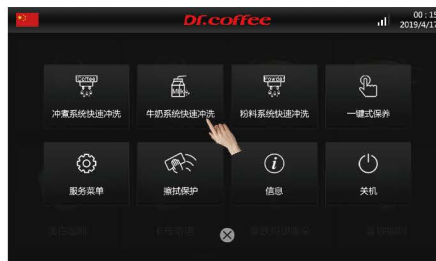 Dr.coffee
00 : 15
2019/4/17
COFFEE
MILK
POWDER
冲煮系统快速冲洗
牛奶系统快速冲洗
粉料系统快速冲洗
一键式保养
服务菜单
擦拭保护
信息
关机